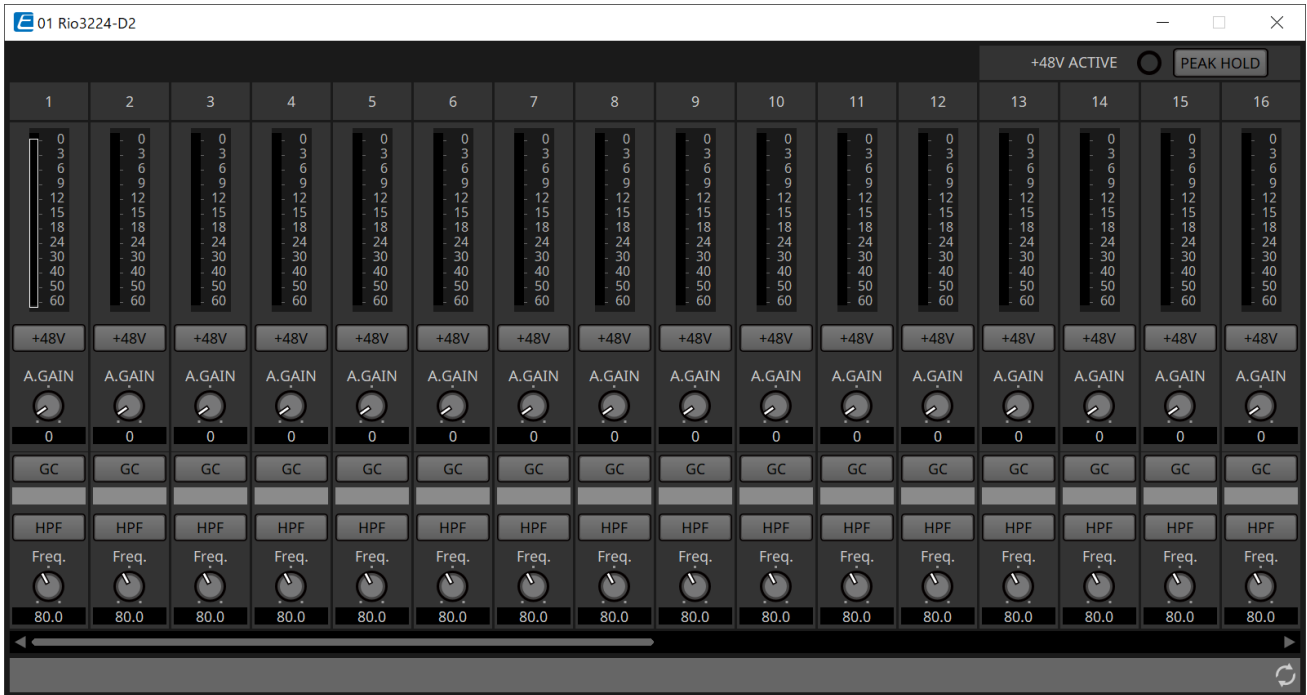 E 01 Rio3224-D2
+48V ACTIVE PEAK HOLD
1 2 3 4 5 6 7 8 9 10 11 12 13 14 15 16
0 0 0 0 0 0 0 0 0 0 0 0 0 0 0 0
3 3 3 3 3 3 3 3 3 3 3 3 3 3 3 3
6 6 6 6 6 6 6 6 6 6 6 6 6 6 6 6
9 9 9 9 9 9 9 9 9 9 9 9 9 9 9 9
12 12 12 12 12 12 12 12 12 12 12 12 12 12 12 12
15 15 15 15 15 15 15 15 15 15 15 15 15 15 15 15
18 18 18 18 18 18 18 18 18 18 18 18 18 18 18 18
24 24 24 24 24 24 24 24 24 24 24 24 24 24 24 24
30 30 30 30 30 30 30 30 30 30 30 30 30 30 30 30
40 40 40 40 40 40 40 40 40 40 40 40 40 40 40 40
50 50 50 50 50 50 50 50 50 50 50 50 50 50 50 50
60 60 60 60 60 60 60 60 60 60 60 60 60 60 60 60
+48V +48V +48V +48V +48V +48V +48V +48V +48V +48V +48V +48V +48V +48V +48V +48V
A.GAIN A.GAIN A.GAIN A.GAIN A.GAIN A.GAIN A.GAIN A.GAIN A.GAIN A.GAIN A.GAIN A.GAIN A.GAIN A.GAIN A.GAIN A.GAIN
0 0 0 0 0 0 0 0 0 0 0 0 0 0 0 0
GC GC GC GC GC GC GC GC GC GC GC GC GC GC GC GC
HPF HPF HPF HPF HPF HPF HPF HPF HPF HPF HPF HPF HPF HPF HPF HPF
Freq. Freq. Freq. Freq. Freq. Freq. Freq. Freq. Freq. Freq. Freq. Freq. Freq. Freq. Freq. Freq.
80.0 80.0 80.0 80.0 80.0 80.0 80.0 80.0 80.0 80.0 80.0 80.0 80.0 80.0 80.0 80.0